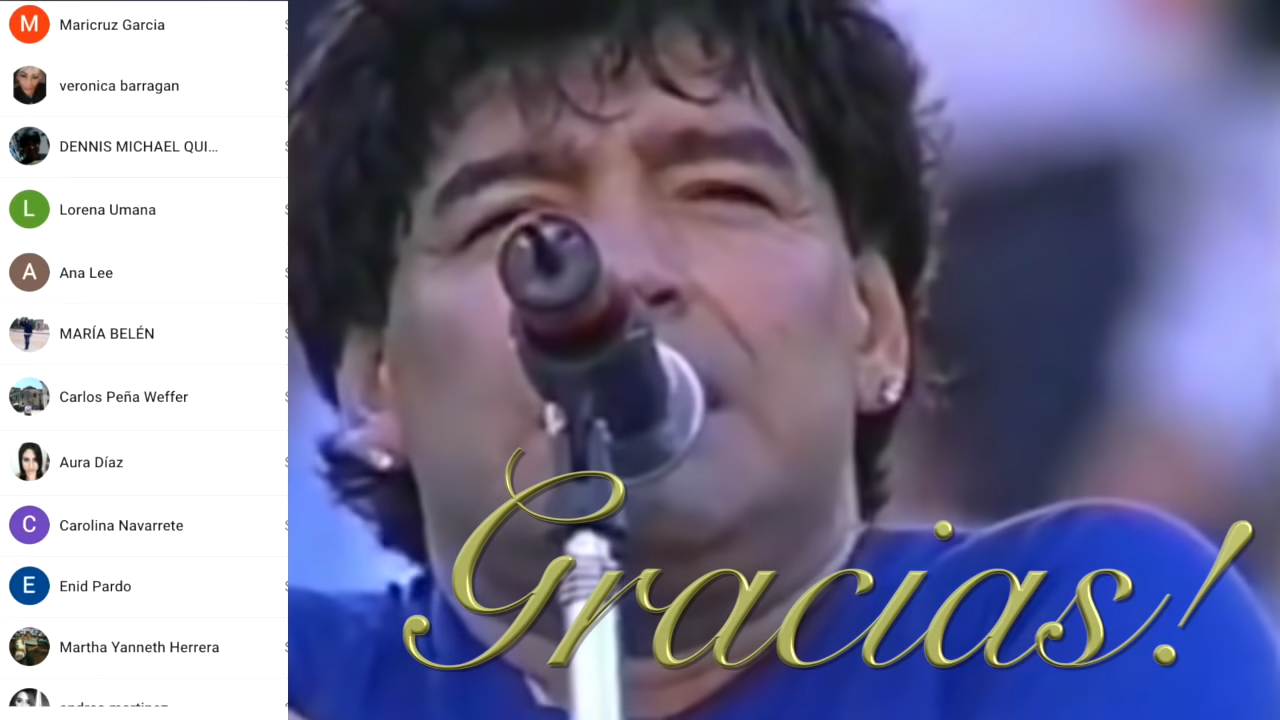 M
Maricruz Garcia
veronica barragan
DENNIS MICHAEL QUI...
L
Lorena Umana
A
Ana Lee
MARÍA BELÉN
Carlos Peña Weffer
Aura Díaz
C
Carolina Navarrete
E
Enid Pardo
Martha Yanneth Herrera
Gracias!